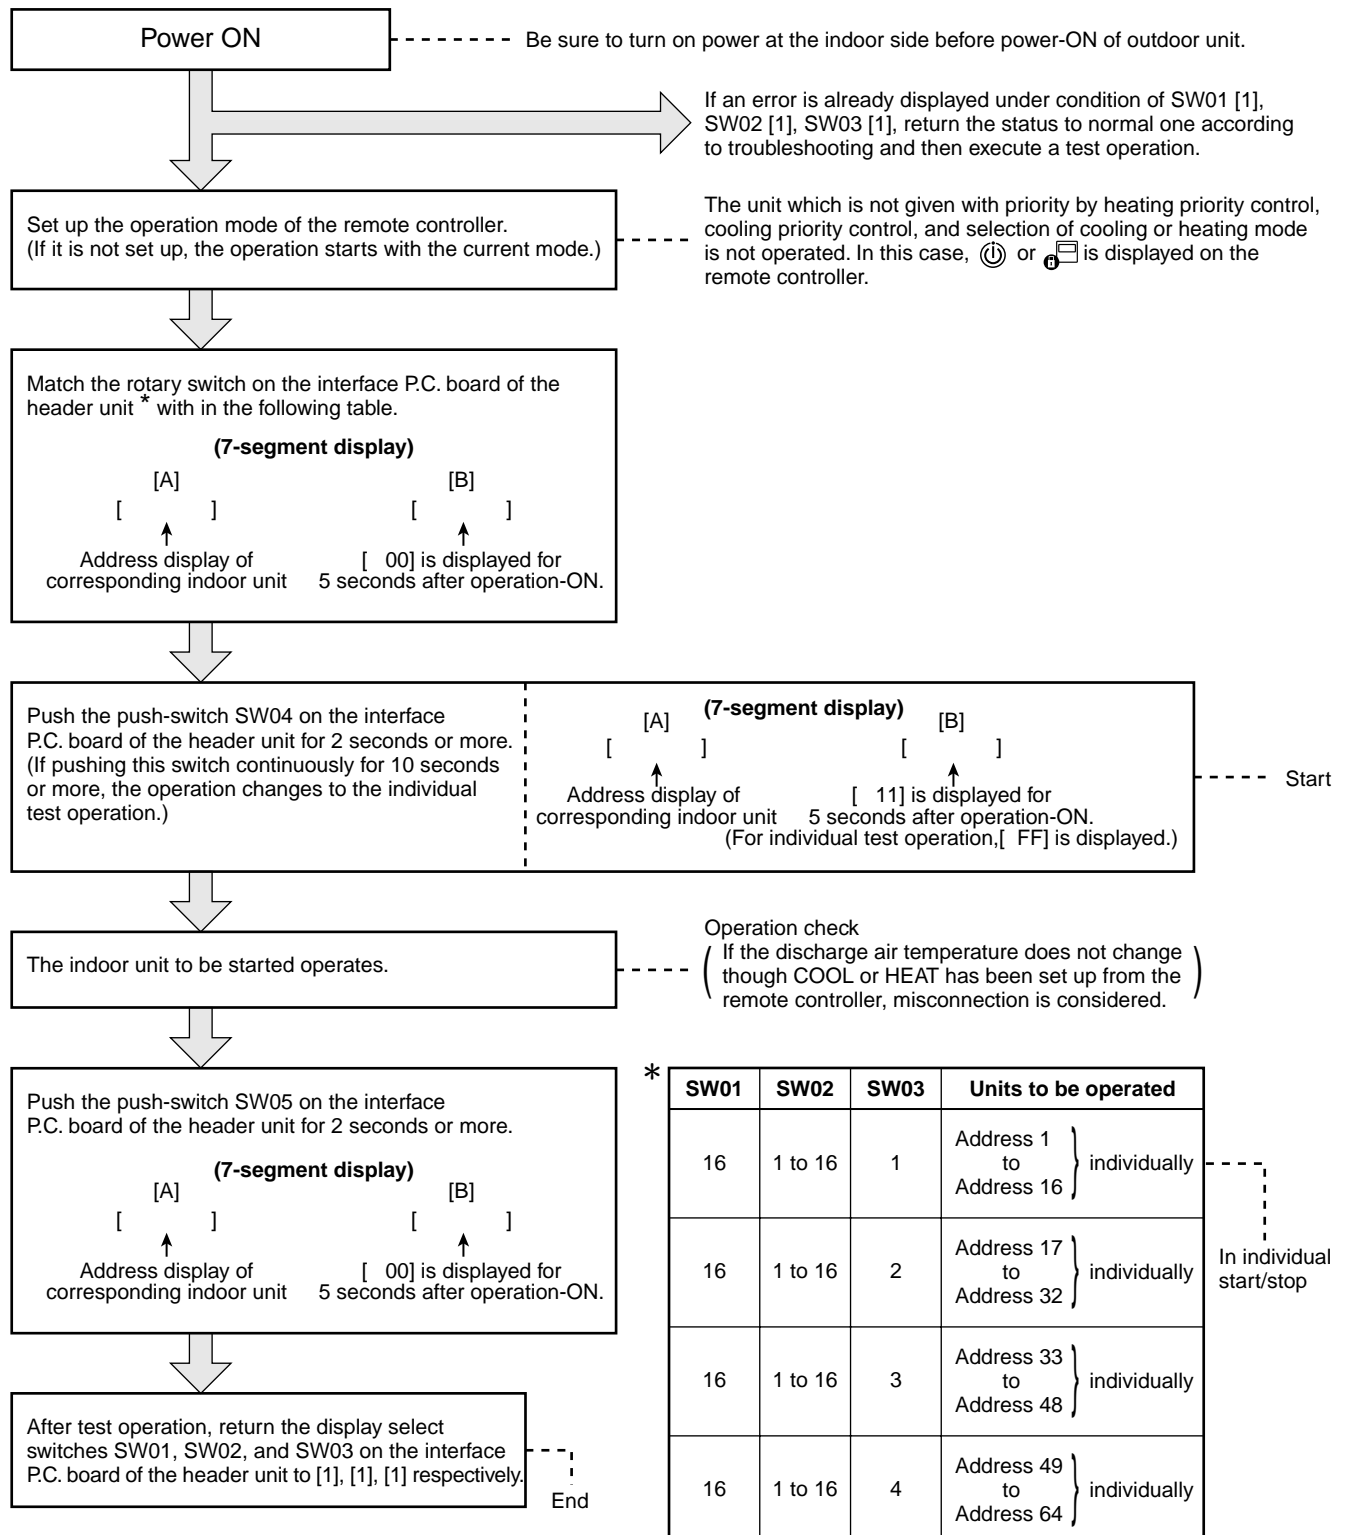 Power ON
Be sure to turn on power at the indoor side before power-ON of outdoor unit.
If an error is already displayed under condition of SW01 [1],
SW02 [1], SW03 [1], return the status to normal one according
to troubleshooting and then execute a test operation.
Set up the operation mode of the remote controller.
(If it is not set up, the operation starts with the current mode.)
The unit which is not given with priority by heating priority control,
cooling priority control, and selection of cooling or heating mode
is not operated. In this case, or is displayed on the
remote controller.
Match the rotary switch on the interface P.C. board of the
header unit * with in the following table.
(7-segment display)
[A] [B]
[ ] [ ]
Address display of
corresponding indoor unit
[ 00] is displayed for
5 seconds after operation-ON.
Push the push-switch SW04 on the interface
P.C. board of the header unit for 2 seconds or more.
(If pushing this switch continuously for 10 seconds
or more, the operation changes to the individual
test operation.)
(7-segment display)
[A] [B]
[ ] [ ]
Address display of
corresponding indoor unit
[ 11] is displayed for
5 seconds after operation-ON.
(For individual test operation,[ FF] is displayed.)
Start
The indoor unit to be started operates.
Operation check
( If the discharge air temperature does not change
though COOL or HEAT has been set up from the
remote controller, misconnection is considered. )
Push the push-switch SW05 on the interface
P.C. board of the header unit for 2 seconds or more.
(7-segment display)
[A] [B]
[ ] [ ]
Address display of
corresponding indoor unit
[ 00] is displayed for
5 seconds after operation-ON.
After test operation, return the display select
switches SW01, SW02, and SW03 on the interface
P.C. board of the header unit to [1], [1], [1] respectively.
End
*
SW01 SW02 SW03 Units to be operated
16 1 to 16 1 Address 1 to Address 16 } individually
16 1 to 16 2 Address 17 to Address 32 } individually
16 1 to 16 3 Address 33 to Address 48 } individually
16 1 to 16 4 Address 49 to Address 64 } individually
In individual
start/stop